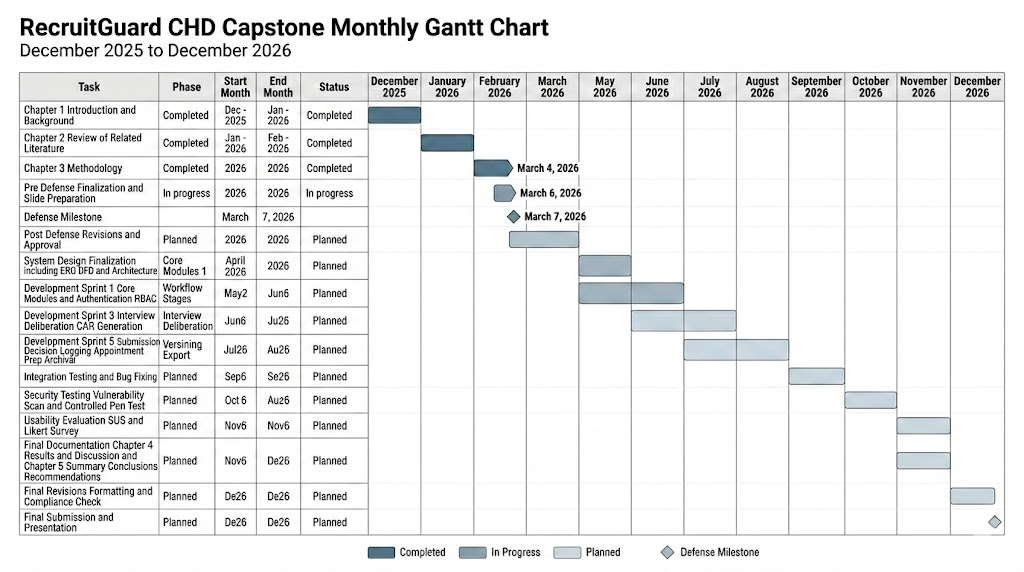 RecruitGuard CHD Capstone Monthly Gantt Chart
December 2025 to December 2026
Task Phase Start Month End Month Status December 2025 January 2026 February 2026 March 2026 May 2026 June 2026 July 2026 August 2026 September 2026 October 2026 November 2026 December 2026
Chapter 1 Introduction and Background Completed Dec - 2025 Jan - 2026 Completed
Chapter 2 Review of Related Literature Completed Jan - 2026 Feb - 2026 Completed
Chapter 3 Methodology Completed 2026 2026 Completed March 4, 2026
Pre Defense Finalization and Slide Preparation In progress 2026 2026 In progress March 6, 2026
Defense Milestone March 7, 2026 March 7, 2026
Post Defense Revisions and Approval Planned 2026 2026 Planned
System Design Finalization including ERO DFD and Architecture Core Modules 1 April 2026 2026 Planned
Development Sprint 1 Core Modules and Authentication RBAC Workflow Stages May2 Jun6 Planned
Development Sprint 3 Interview Deliberation CAR Generation Interview Deliberation Jun6 Ju26 Planned
Development Sprint 5 Submission Decision Logging Appointment Prep Archival Versining Export Jul26 Au26 Planned
Integration Testing and Bug Fixing Planned Sep6 Se26 Planned
Security Testing Vulnerability Scan and Controlled Pen Test Planned Oct 6 Au26 Planned
Usability Evaluation SUS and Likert Survey Planned Nov6 Nov6 Planned
Final Documentation Chapter 4 Results and Discussion and Chapter 5 Summary Conclusions Recommendations Planned Nov6 De26 Planned
Final Revisions Formatting and Compliance Check Planned De26 De26 Planned
Final Submission and Presentation Planned De26 De26 Planned
Completed In Progress Planned Defense Milestone